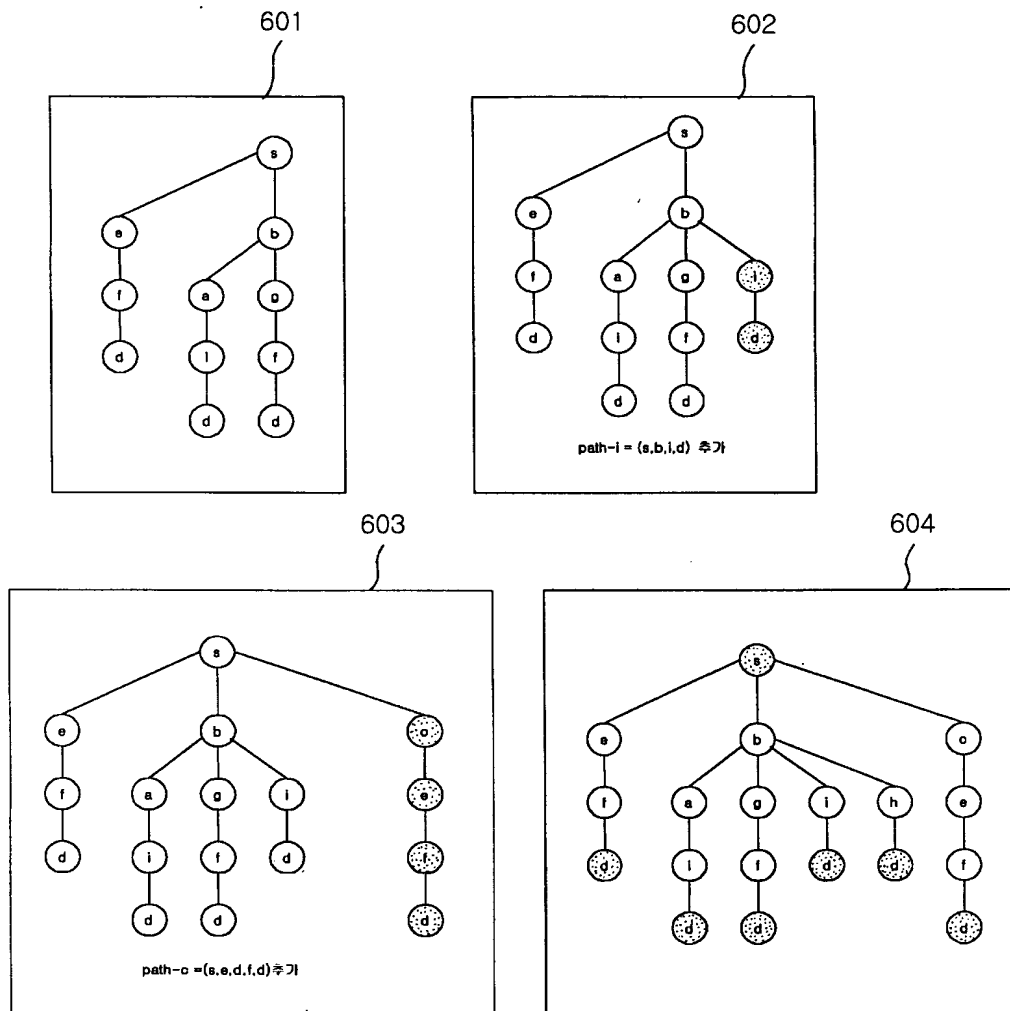 601
s
e b
f a g
d i f
d d
602
s
e b
f a g i
d i f d
d d
path-i = (s,b,i,d) 추가
603
s
e b c
f a g i e
d i f d f
d d d
path-c =(s,e,d,f,d)추가
604
s
e b c
f a g i h e
d i f d d f
d d d